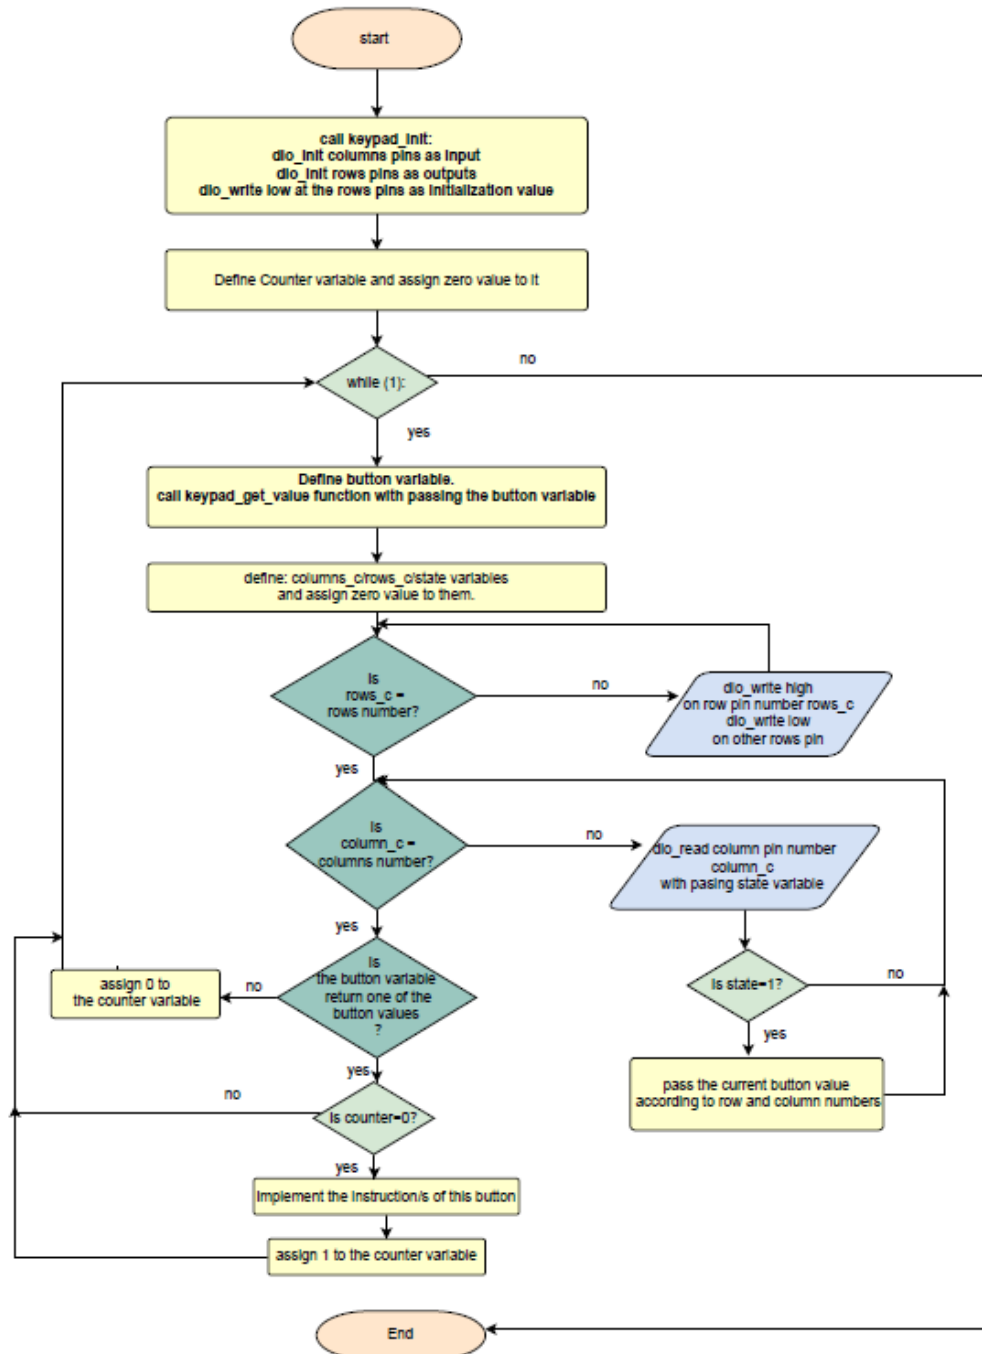 start
call keypad_init:
dio_init columns pins as input
dio_init rows pins as outputs
dio_write low at the rows pins as initialization value
Define Counter variable and assign zero value to it
while (1):
no
yes
Define button variable.
call keypad_get_value function with passing the button variable
define: columns_c/rows_c/state variables
and assign zero value to them.
Is
rows_c =
rows number?
no
dio_write high
on row pin number rows_c
dio_write low
on other rows pin
yes
Is
column_c =
columns number?
no
dio_read column pin number
column_c
with pasing state variable
yes
Is
the button variable
return one of the
button values
?
no
assign 0 to
the counter variable
Is state=1?
no
yes
pass the current button value
according to row and column numbers
yes
Is counter=0?
no
yes
Implement the instruction/s of this button
assign 1 to the counter variable
End